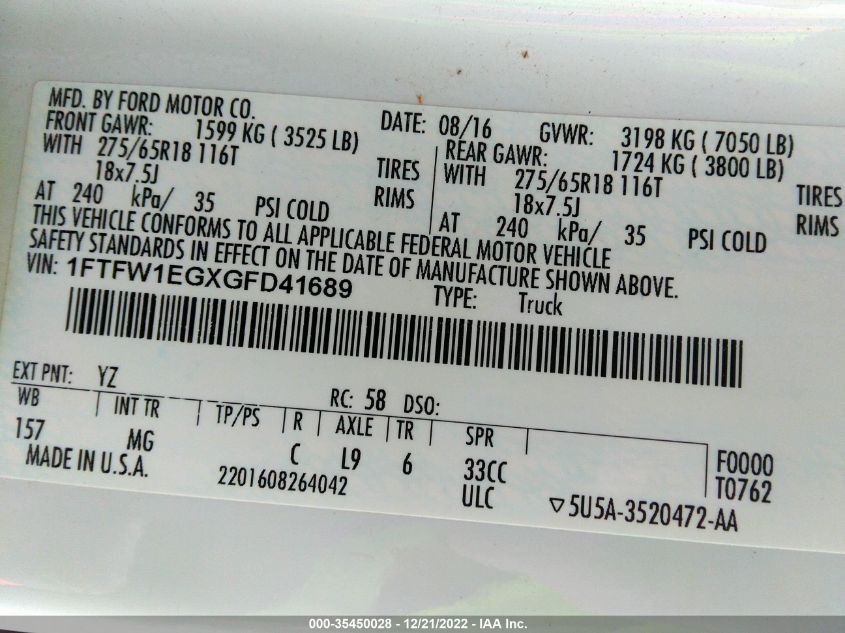 MFD. BY FORD MOTOR CO.
DATE: 08/16 GVWR: 3198 KG ( 7050 LB)
FRONT GAWR: 1599 KG ( 3525 LB)
REAR GAWR: 1724 KG ( 3800 LB)
WITH 275/65R18 116T TIRES
WITH 275/65R18 116T TIRES
18x7.5J RIMS
18x7.5J RIMS
AT 240 kPa/ 35 PSI COLD
AT 240 kPa/ 35 PSI COLD
THIS VEHICLE CONFORMS TO ALL APPLICABLE FEDERAL MOTOR VEHICLE
SAFETY STANDARDS IN EFFECT ON THE DATE OF MANUFACTURE SHOWN ABOVE.
VIN: 1FTFW1EGXGFD41689 TYPE: Truck
EXT PNT: YZ RC: 58 DSO:
WB INT TR TP/PS R AXLE TR SPR
157 MG C L9 6 33CC F0000
MADE IN U.S.A. 2201608264042 ULC T0762
▽5U5A-3520472-AA
000-35450028 - 12/21/2022 - IAA Inc.